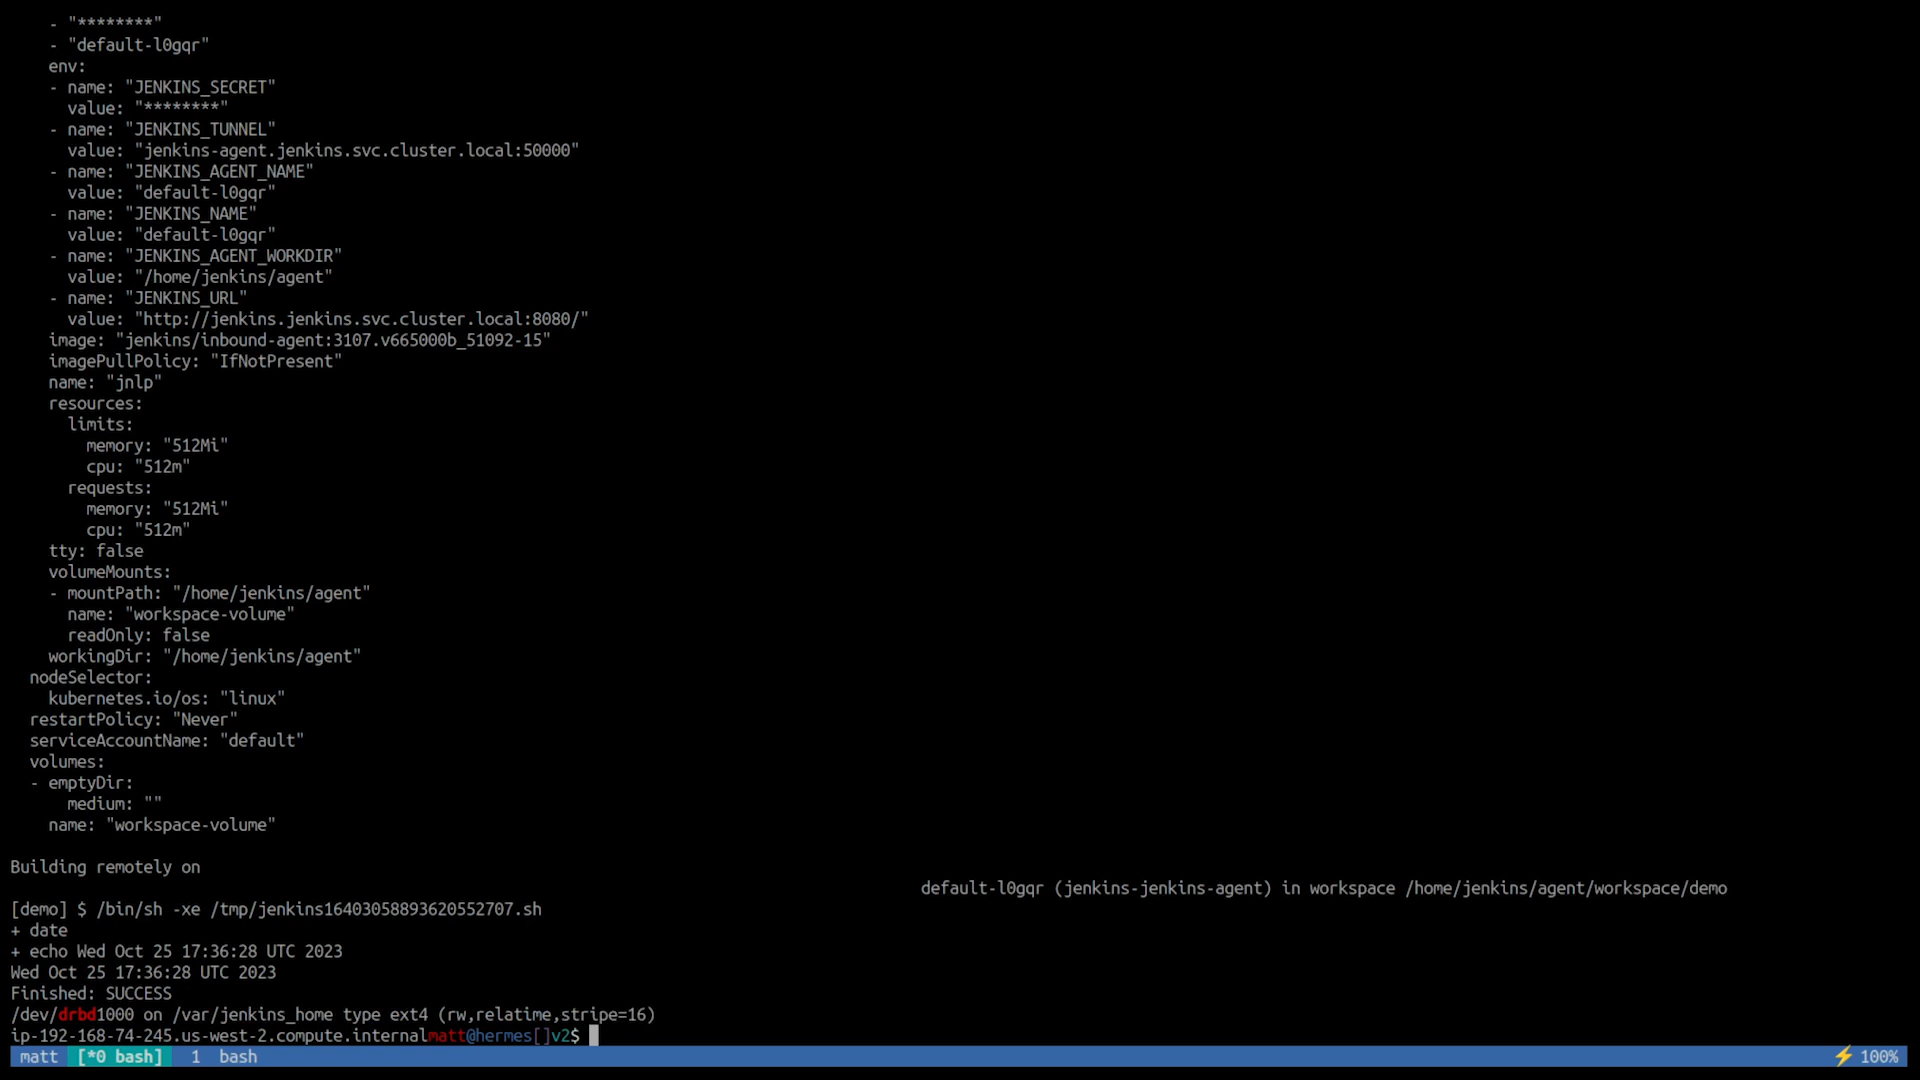 - "********"
- "default-l0gqr"
env:
- name: "JENKINS_SECRET"
value: "********"
- name: "JENKINS_TUNNEL"
value: "jenkins-agent.jenkins.svc.cluster.local:50000"
- name: "JENKINS_AGENT_NAME"
value: "default-l0gqr"
- name: "JENKINS_NAME"
value: "default-l0gqr"
- name: "JENKINS_AGENT_WORKDIR"
value: "/home/jenkins/agent"
- name: "JENKINS_URL"
value: "http://jenkins.jenkins.svc.cluster.local:8080/"
image: "jenkins/inbound-agent:3107.v665000b_51092-15"
imagePullPolicy: "IfNotPresent"
name: "jnlp"
resources:
limits:
memory: "512Mi"
cpu: "512m"
requests:
memory: "512Mi"
cpu: "512m"
tty: false
volumeMounts:
- mountPath: "/home/jenkins/agent"
name: "workspace-volume"
readOnly: false
workingDir: "/home/jenkins/agent"
nodeSelector:
kubernetes.io/os: "linux"
restartPolicy: "Never"
serviceAccountName: "default"
volumes:
- emptyDir:
medium: ""
name: "workspace-volume"
Building remotely on
default-l0gqr (jenkins-jenkins-agent) in workspace /home/jenkins/agent/workspace/demo
[demo] $ /bin/sh -xe /tmp/jenkins16403058893620552707.sh
+ date
+ echo Wed Oct 25 17:36:28 UTC 2023
Wed Oct 25 17:36:28 UTC 2023
Finished: SUCCESS
/dev/drbd1000 on /var/jenkins_home type ext4 (rw,relatime,stripe=16)
ip-192-168-74-245.us-west-2.compute.internalmatt@hermes[]v2$
matt [*0 bash] 1 bash ⚡ 100%